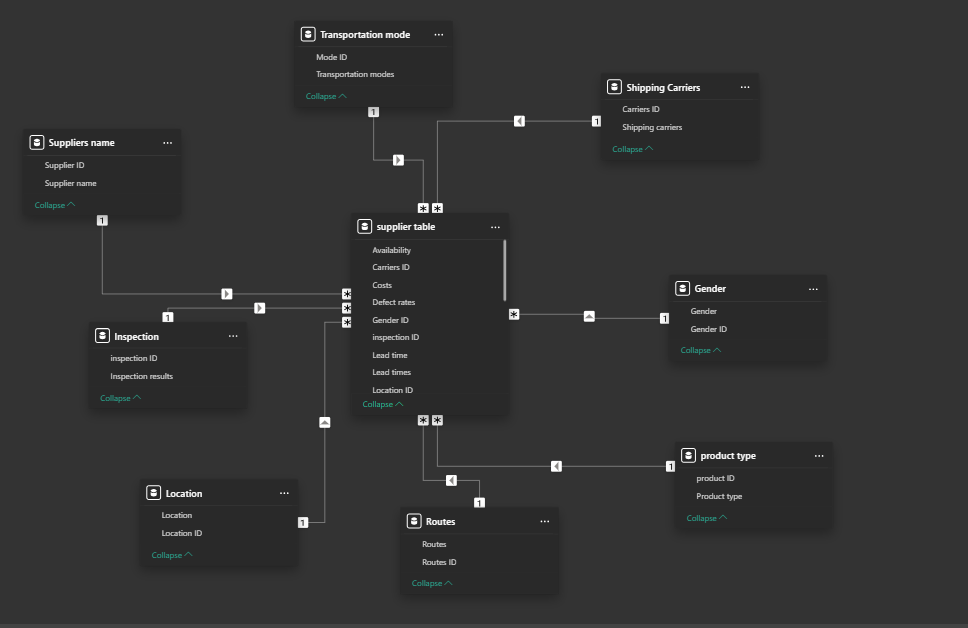 Transportation mode
Mode ID
Transportation modes
Collapse
1
Shipping Carriers
Carriers ID
Shipping carriers
Collapse
1
Suppliers name
Supplier ID
Supplier name
Collapse
1
supplier table
Availability
Carriers ID
Costs
Defect rates
Gender ID
inspection ID
Lead time
Lead times
Location ID
Collapse
*
*
*
*
*
*
*
*
Gender
Gender
Gender ID
Collapse
1
Inspection
inspection ID
Inspection results
Collapse
1
product type
product ID
Product type
Collapse
1
Location
Location
Location ID
Collapse
1
Routes
Routes
Routes ID
Collapse
1